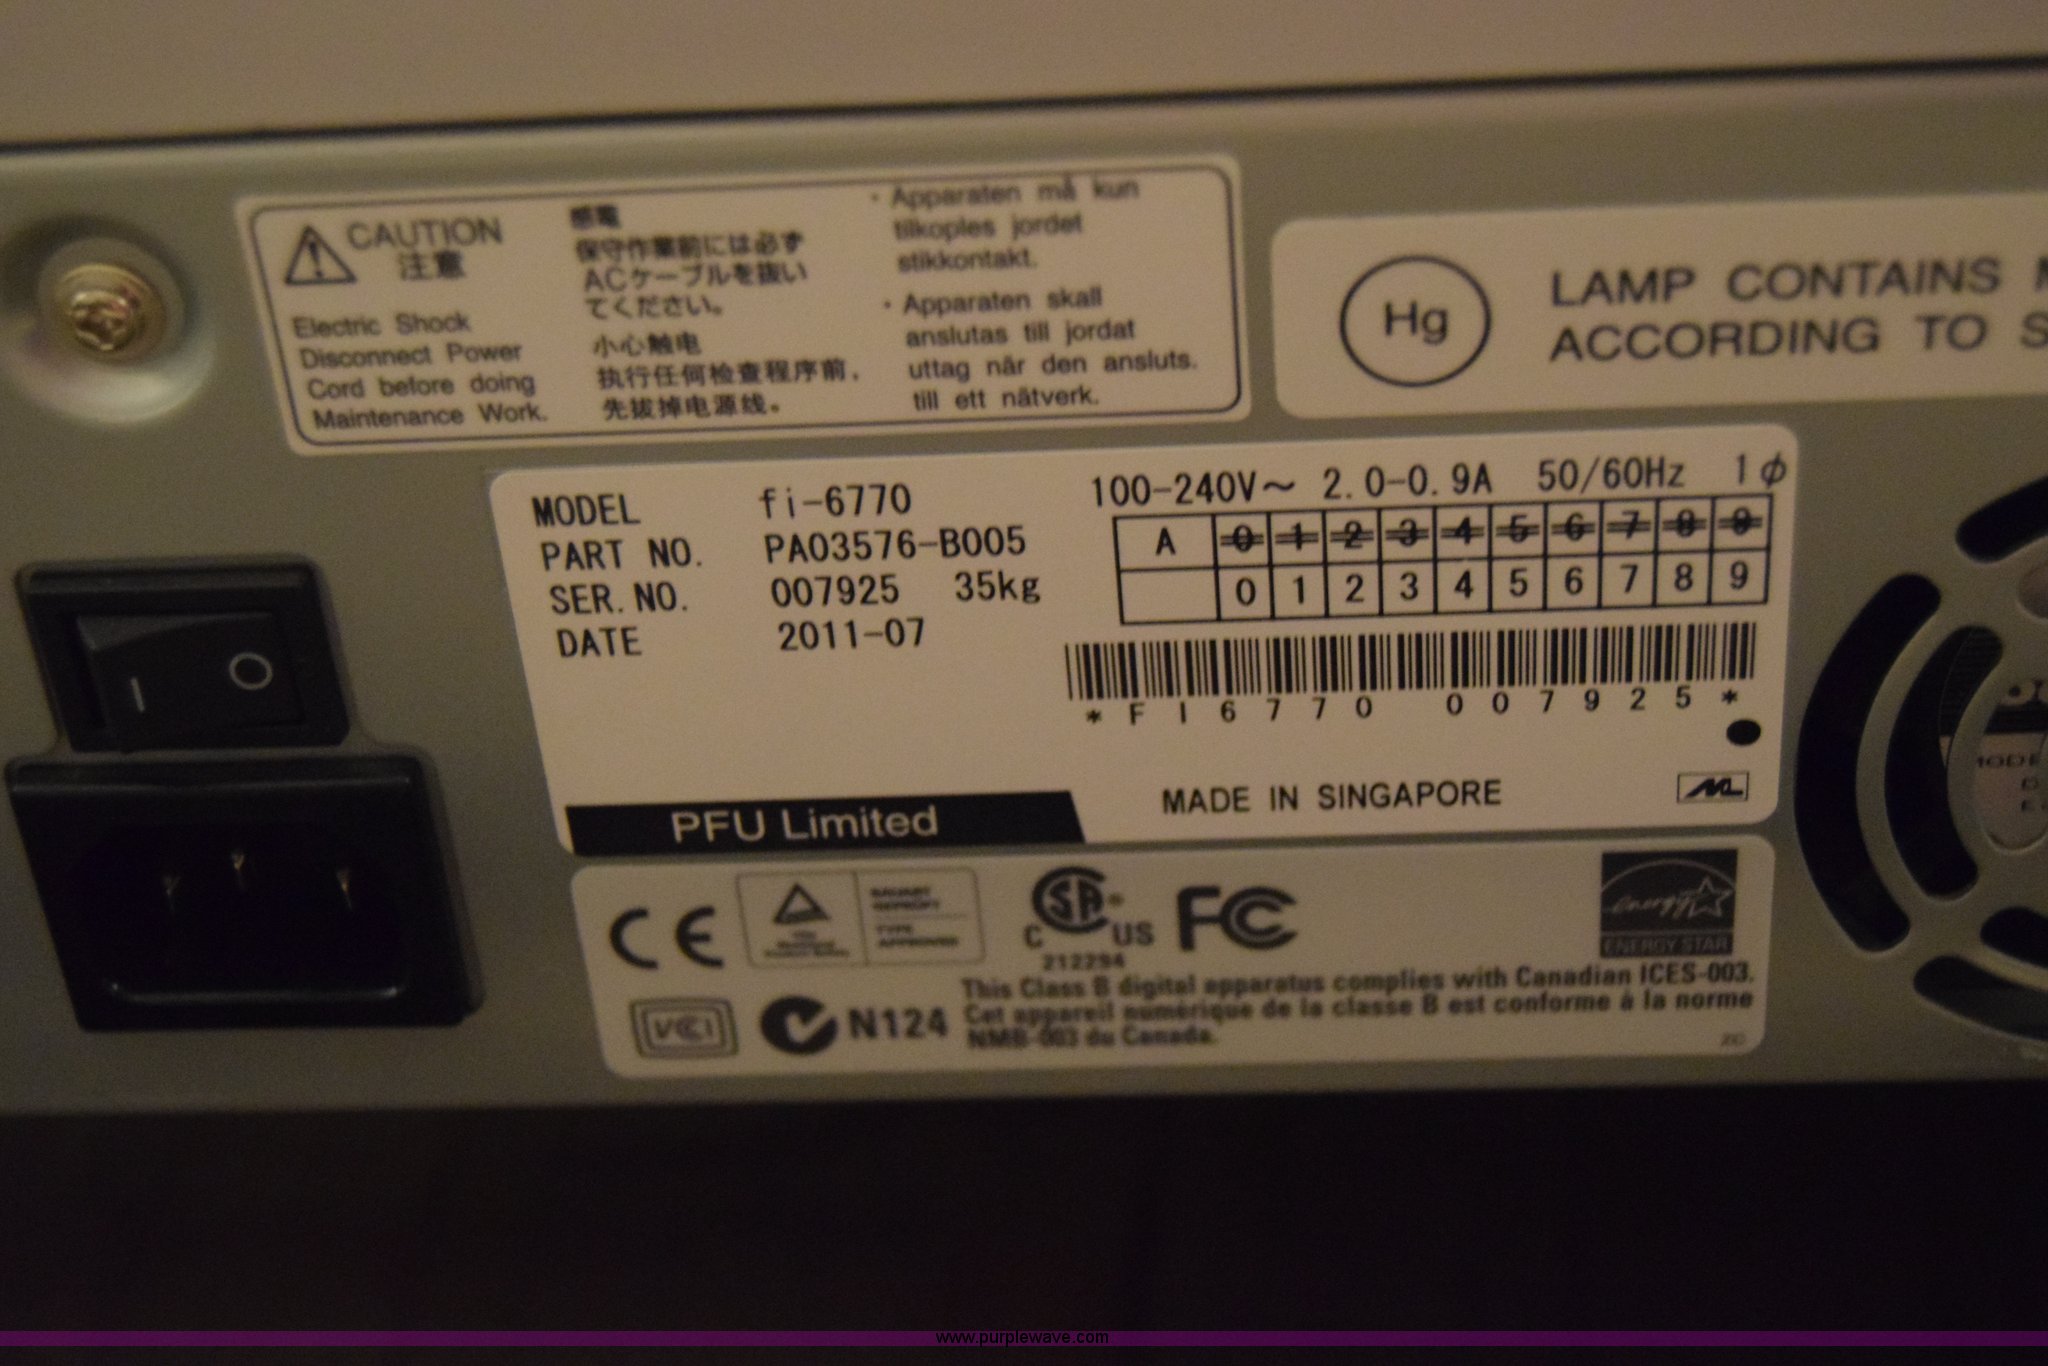 CAUTION
注意
Electric Shock
Disconnect Power
Cord before doing
Maintenance Work.
感電
保守作業前には必ず
ACケーブルを抜い
てください。
小心触电
执行任何检查程序前,
先拔掉电源线。
・Apparaten må kun
tilkoples jordet
stikkontakt.
・Apparaten skall
anslutas till jordat
uttag når den ansluts.
till ett nätverk.
Hg
LAMP CONTAINS
ACCORDING TO
MODEL fi-6770
PART NO. PA03576-B005
SER.NO. 007925 35kg
DATE 2011-07
100-240V~ 2.0-0.9A 50/60Hz 1φ
A 0 1 2 3 4 5 6 7 8 9
0 1 2 3 4 5 6 7 8 9
*FI6770 007925*
PFU Limited
MADE IN SINGAPORE
CE
BAUART
GEPRÜFT
TYPE
APPROVED
CSA
C US
212294
FC
energy
ENERGY STAR
VCI
N124
This Class B digital apparatus complies with Canadian ICES-003.
Cet appareil numérique de la classe B est conforme à la norme
NMB-003 du Canada.
www.purplewave.com